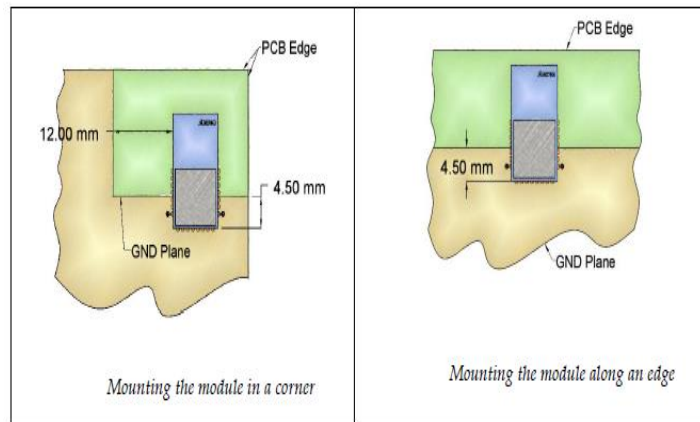 PCB Edge
12.00 mm
4.50 mm
GND Plane
Mounting the module in a corner
PCB Edge
4.50 mm
GND Plane
Mounting the module along an edge